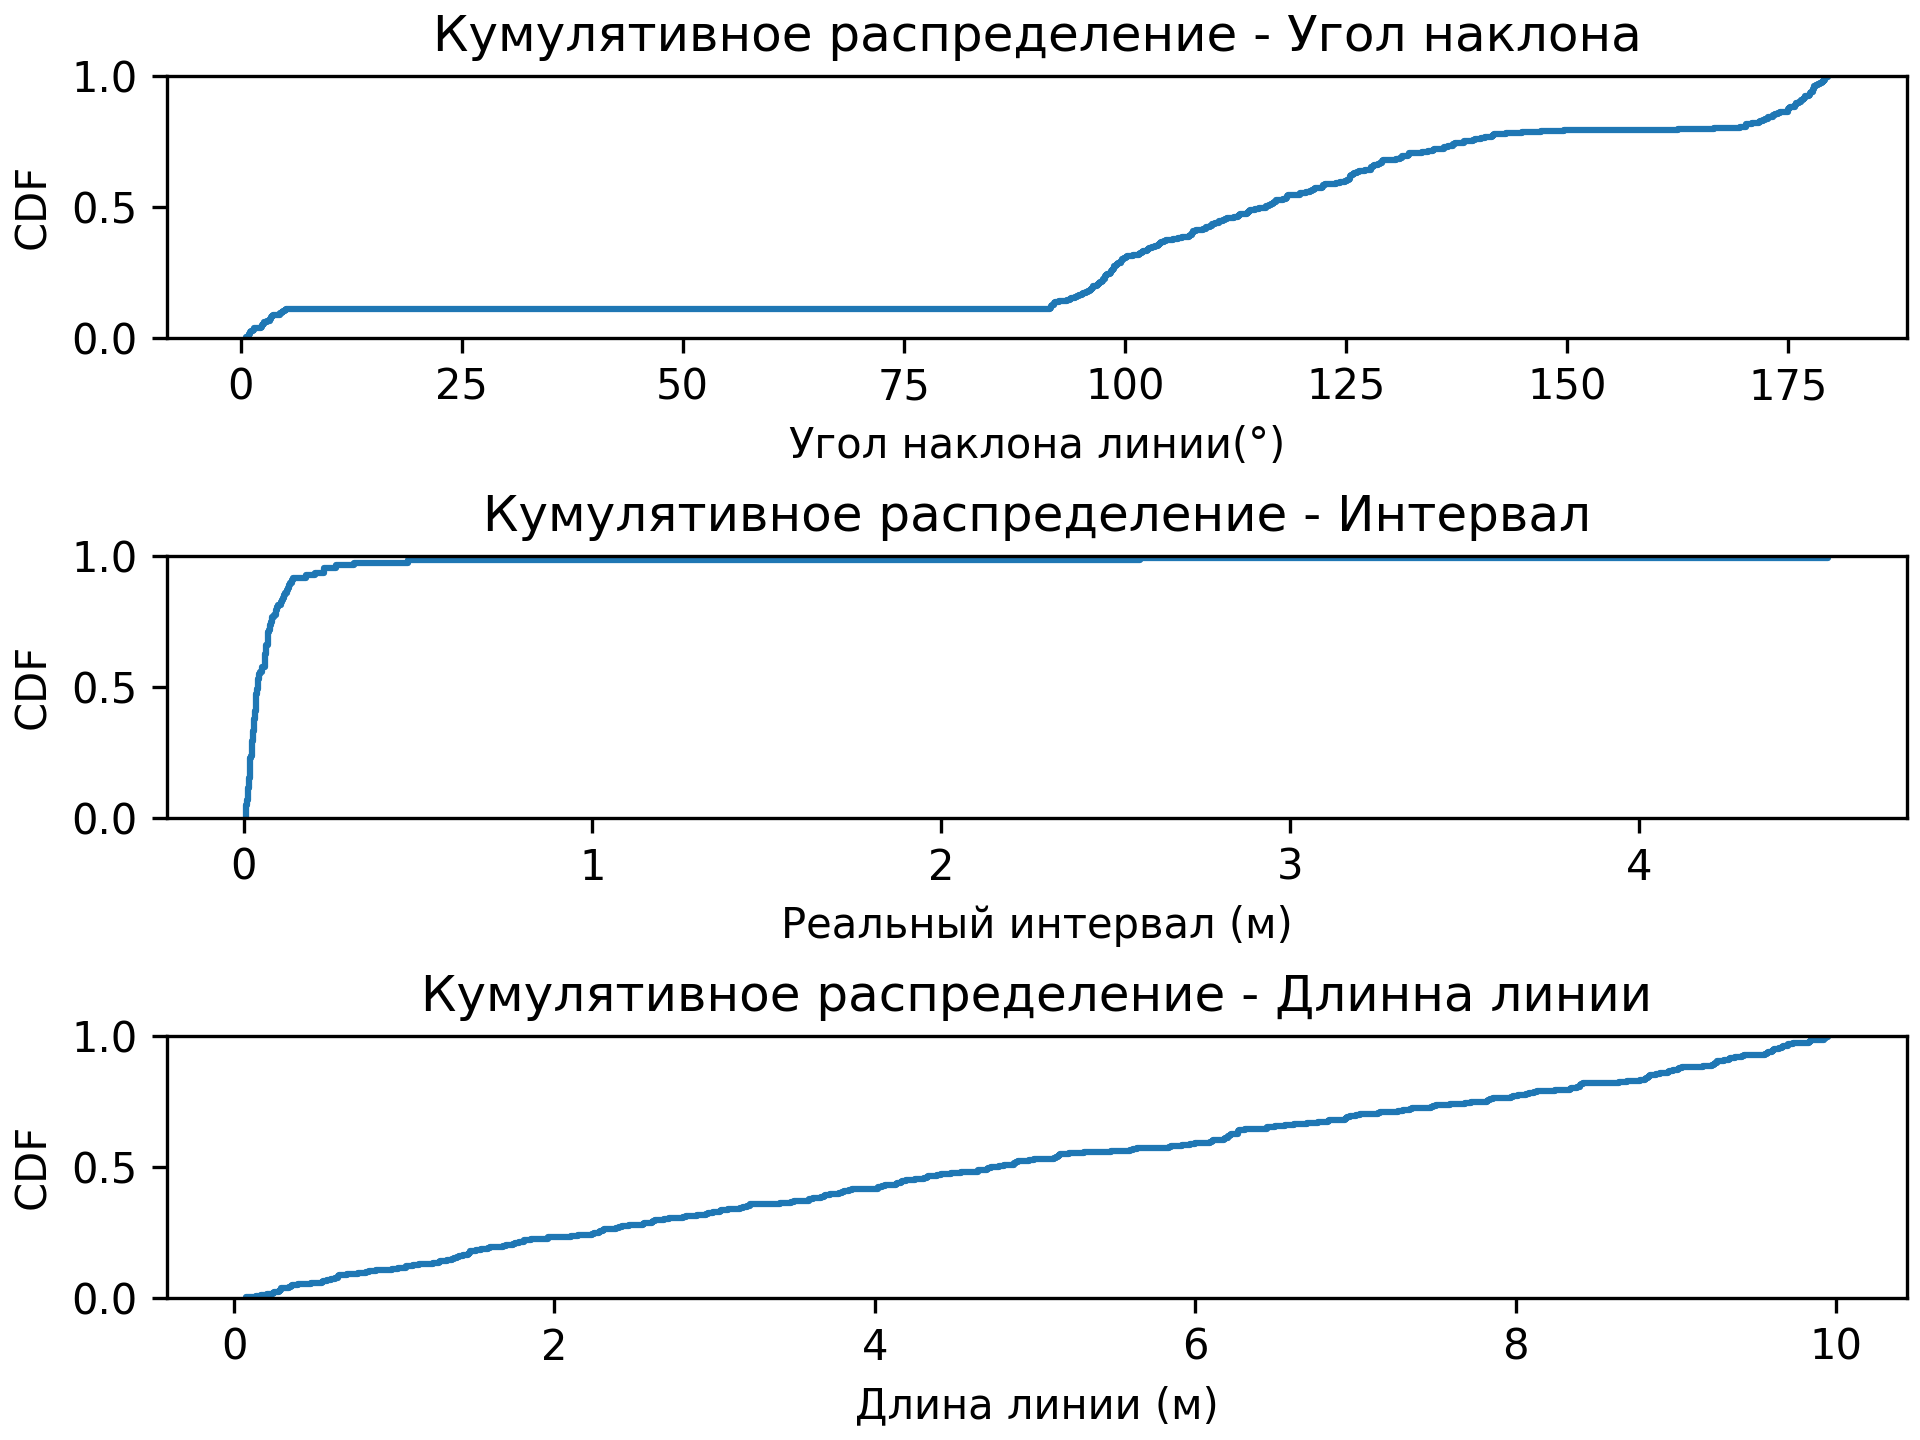 Кумулятивное распределение - Угол наклона
1.0
0.5
0.0
CDF
0 25 50 75 100 125 150 175
Угол наклона линии(°)
Кумулятивное распределение - Интервал
1.0
0.5
0.0
CDF
0 1 2 3 4
Реальный интервал (м)
Кумулятивное распределение - Длинна линии
1.0
0.5
0.0
CDF
0 2 4 6 8 10
Длина линии (м)